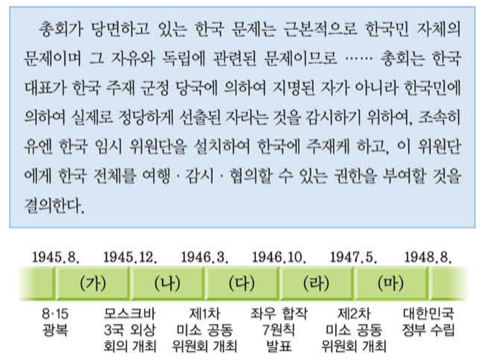 총회가 당면하고 있는 한국 문제는 근본적으로 한국민 자체의
문제이며 그 자유와 독립에 관련된 문제이므로 …… 총회는 한국
대표가 한국 주재 군정 당국에 의하여 지명된 자가 아니라 한국민에
의하여 실제로 정당하게 선출된 자라는 것을 감시하기 위하여, 조속히
유엔 한국 임시 위원단을 설치하여 한국에 주재케 하고, 이 위원단
에게 한국 전체를 여행·감시·협의할 수 있는 권한을 부여할 것을
결의한다.
1945.8. 1945.12. 1946.3. 1946.10. 1947.5. 1948.8.
(가) (나) (다) (라) (마)
8·15 모스크바 제1차 좌우 합작 제2차 대한민국
광복 3국 외상 미소 공동 7원칙 미소 공동 정부 수립
회의 개최 위원회 개최 발표 위원회 개최